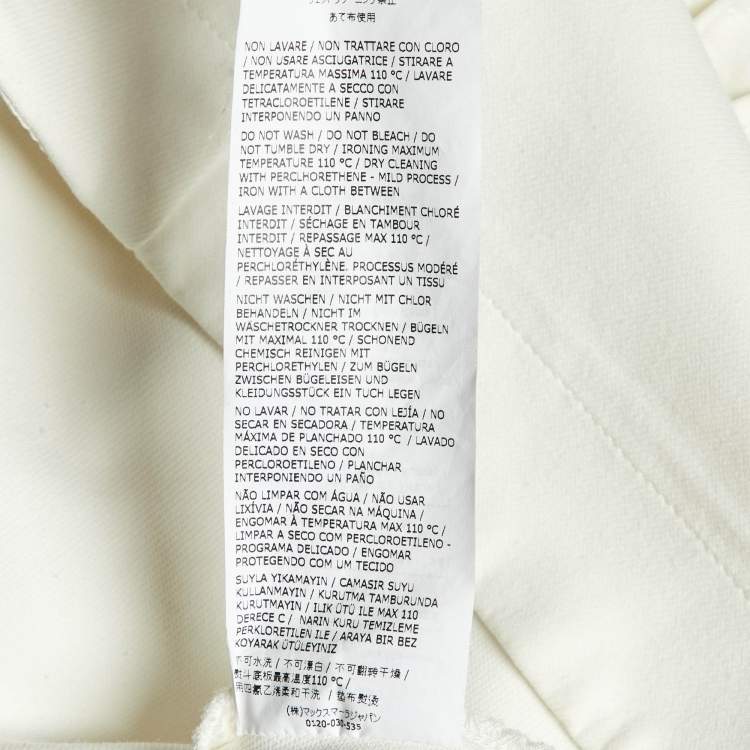 あて布使用
NON LAVARE / NON TRATTARE CON CLORO
/ NON USARE ASCIUGATRICE / STIRARE A
TEMPERATURA MASSIMA 110 °C / LAVARE
DELICATAMENTE A SECCO CON
TETRACLOROETILENE / STIRARE
INTERPONENDO UN PANNO
DO NOT WASH / DO NOT BLEACH / DO
NOT TUMBLE DRY / IRONING MAXIMUM
TEMPERATURE 110 °C / DRY CLEANING
WITH PERCLHORETHENE - MILD PROCESS /
IRON WITH A CLOTH BETWEEN
LAVAGE INTERDIT / BLANCHIMENT CHLORÉ
INTERDIT / SÉCHAGE EN TAMBOUR
INTERDIT / REPASSAGE MAX 110 °C /
NETTOYAGE À SEC AU
PERCHLORÉTHYLÈNE. PROCESSUS MODÉRÉ
/ REPASSER EN INTERPOSANT UN TISSU
NICHT WASCHEN / NICHT MIT CHLOR
BEHANDELN / NICHT IM
WÄSCHETROCKNER TROCKNEN / BÜGELN
MIT MAXIMAL 110 °C / SCHONEND
CHEMISCH REINIGEN MIT
PERCHLORETHYLEN / ZUM BÜGELN
ZWISCHEN BÜGELEISEN UND
KLEIDUNGSSTÜCK EIN TUCH LEGEN
NO LAVAR / NO TRATAR CON LEJÍA / NO
SECAR EN SECADORA / TEMPERATURA
MÁXIMA DE PLANCHADO 110 °C / LAVADO
DELICADO EN SECO CON
PERCLOROETILENO / PLANCHAR
INTERPONIENDO UN PAÑO
NÃO LIMPAR COM ÁGUA / NÃO USAR
LIXÍVIA / NÃO SECAR NA MÁQUINA /
ENGOMAR À TEMPERATURA MAX 110 °C /
LIMPAR A SECO COM PERCLOROETILENO -
PROGRAMA DELICADO / ENGOMAR
PROTEGENDO COM UM TECIDO
SUYLA YIKAMAYIN / CAMASIR SUYU
KULLANMAYIN / KURUTMA TAMBURUNDA
KURUTMAYIN / ILIK ÜTÜ ILE MAX 110
DERECE C / NARIN KURU TEMIZLEME
PERKLORETILEN ILE / ARAYA BIR BEZ
KOYARAK ÜTÜLEYINIZ
不可水洗 / 不可漂白 / 不可翻转干燥 /
熨斗底板最高温度110 °C /
用四氯乙烯柔和干洗 / 垫布熨烫
(株)マックスマーラジャパン
0120-030-535